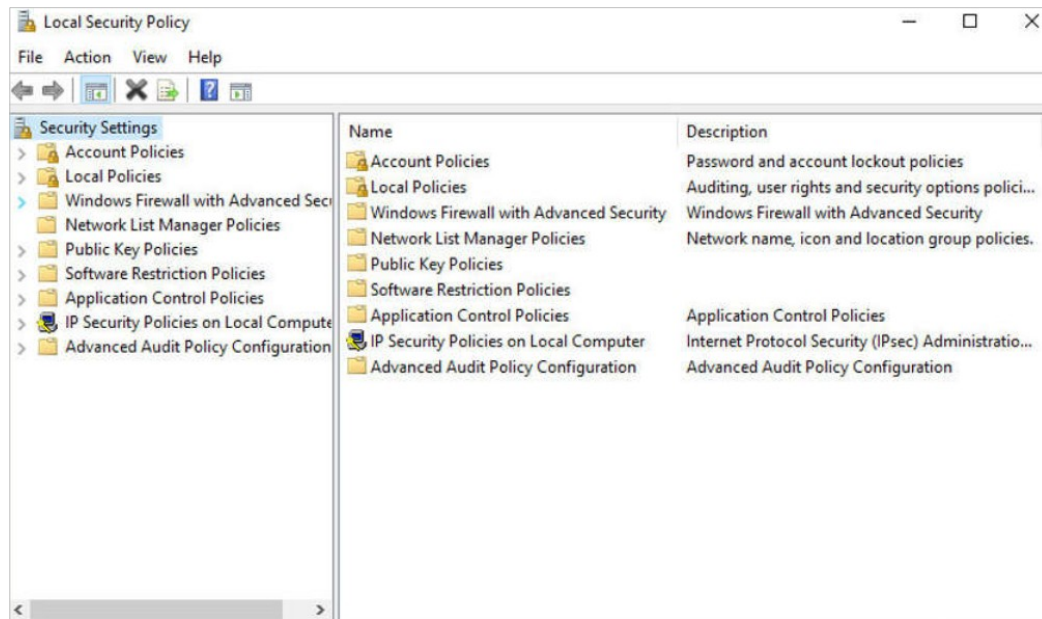 Local Security Policy
File Action View Help
Security Settings
Account Policies
Local Policies
Windows Firewall with Advanced Secu
Network List Manager Policies
Public Key Policies
Software Restriction Policies
Application Control Policies
IP Security Policies on Local Compute
Advanced Audit Policy Configuration
Name Description
Account Policies Password and account lockout policies
Local Policies Auditing, user rights and security options polici...
Windows Firewall with Advanced Security Windows Firewall with Advanced Security
Network List Manager Policies Network name, icon and location group policies.
Public Key Policies
Software Restriction Policies
Application Control Policies Application Control Policies
IP Security Policies on Local Computer Internet Protocol Security (IPsec) Administratio...
Advanced Audit Policy Configuration Advanced Audit Policy Configuration